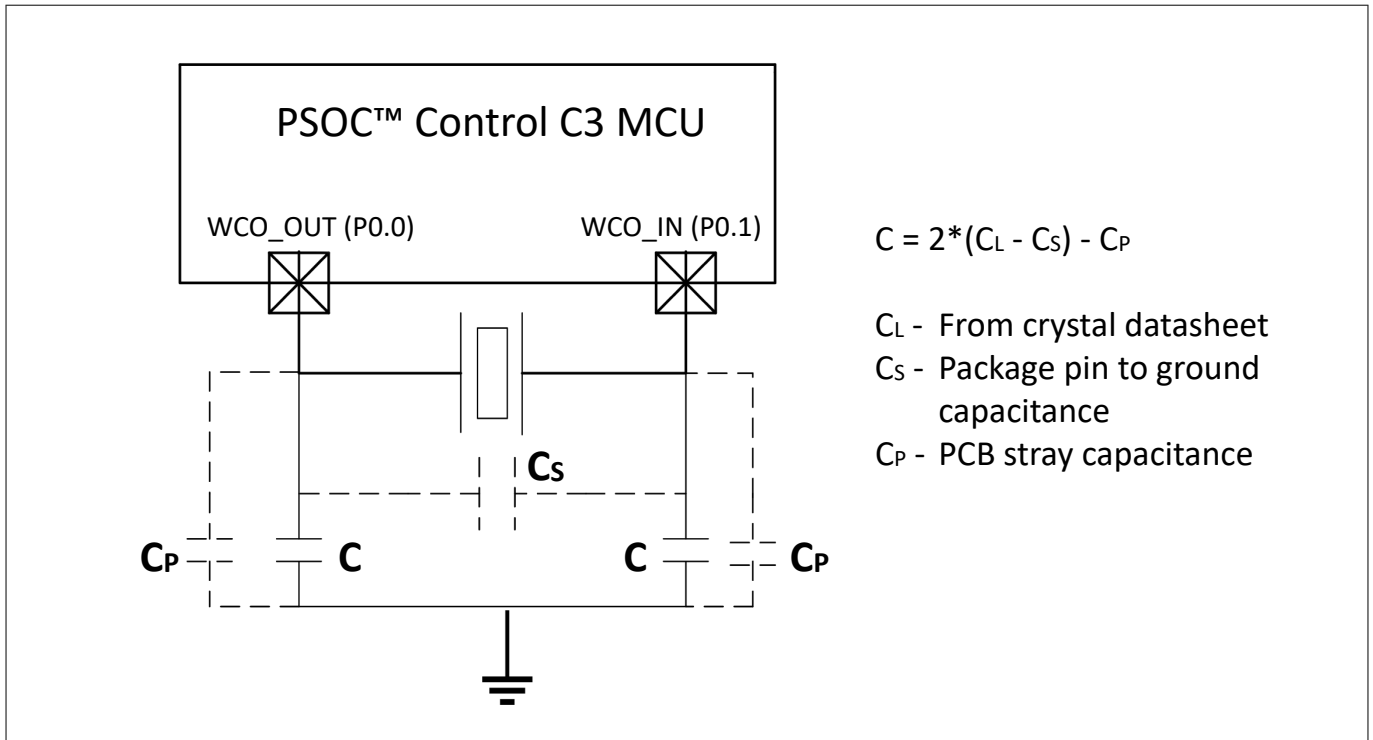 PSOC™ Control C3 MCU
WCO_OUT (P0.0)
WCO_IN (P0.1)
C = 2*(CL - CS) - CP
CL - From crystal datasheet
CS - Package pin to ground
capacitance
CP - PCB stray capacitance
CS
CP
C
C
CP